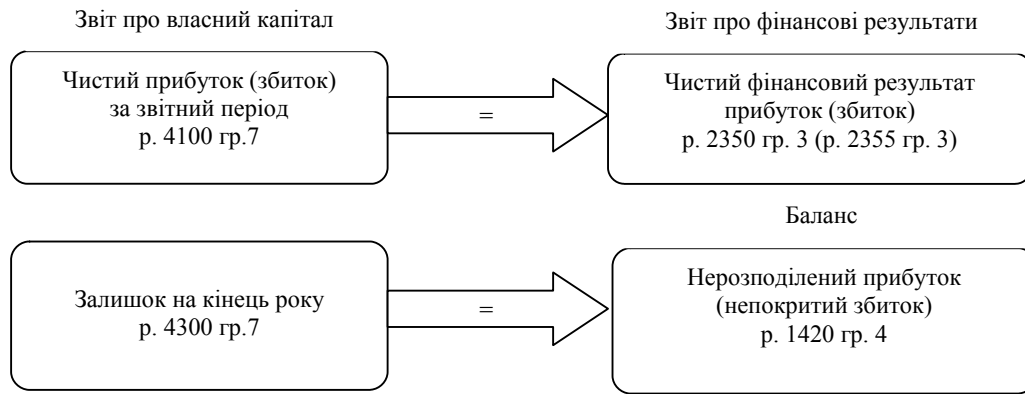 Звіт про власний капітал
Звіт про фінансові результати
Чистий прибуток (збиток)
за звітний період
р. 4100 гр.7
=
Чистий фінансовий результат
прибуток (збиток)
р. 2350 гр. 3 (р. 2355 гр. 3)
Баланс
Залишок на кінець року
р. 4300 гр.7
=
Нерозподілений прибуток
(непокритий збиток)
р. 1420 гр. 4